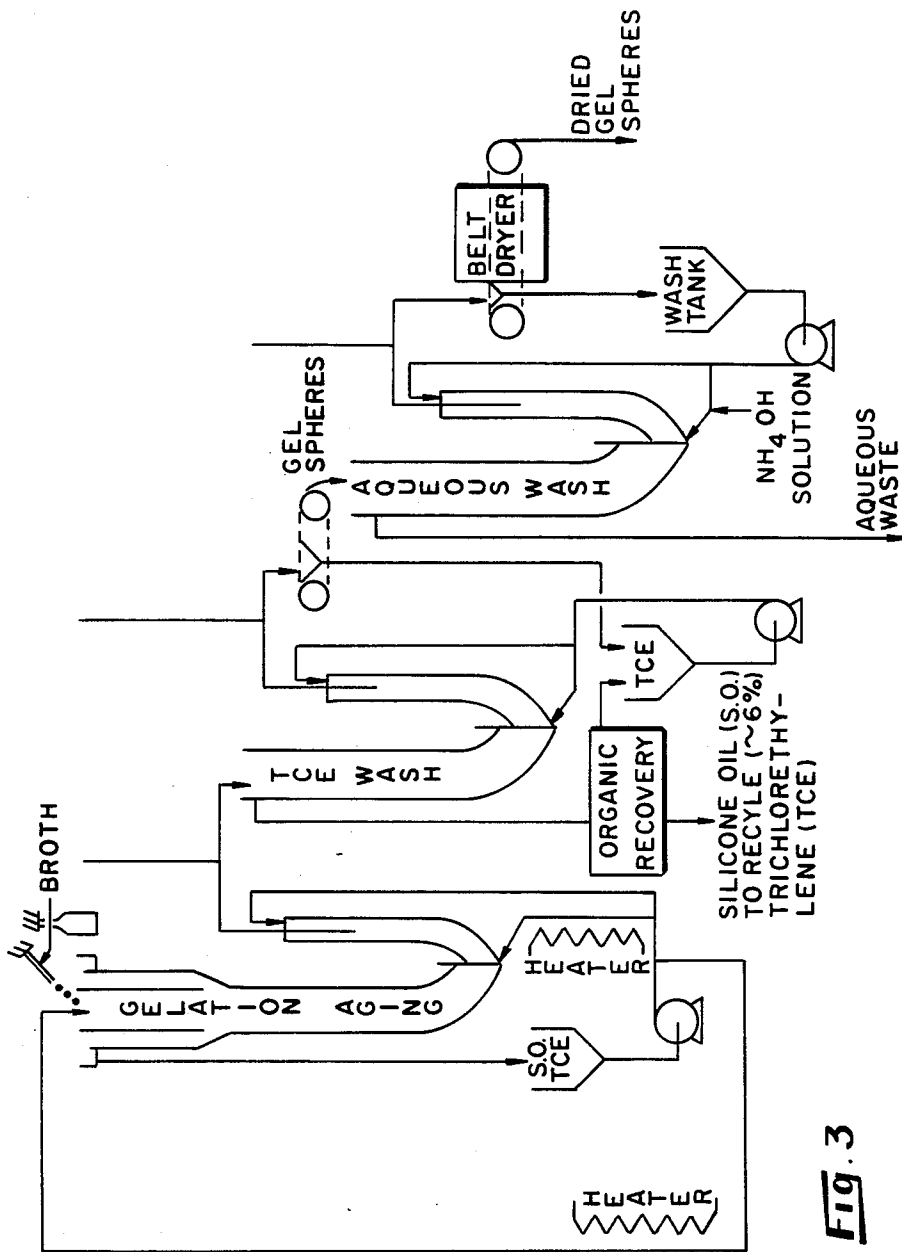 BROTH
GELATION AGING
S.O.
TCE
HEATER
HEATER
TCE WASH
ORGANIC
RECOVERY
TCE
SILICONE OIL (S.O.)
TO RECYLE (~6%)
TRICHLORETHY-
LENE (TCE)
GEL
SPHERES
AQUEOUS WASH
NH4OH
SOLUTION
AQUEOUS
WASTE
BELT
DRYER
WASH
TANK
DRIED
GEL
SPHERES
Fig. 3